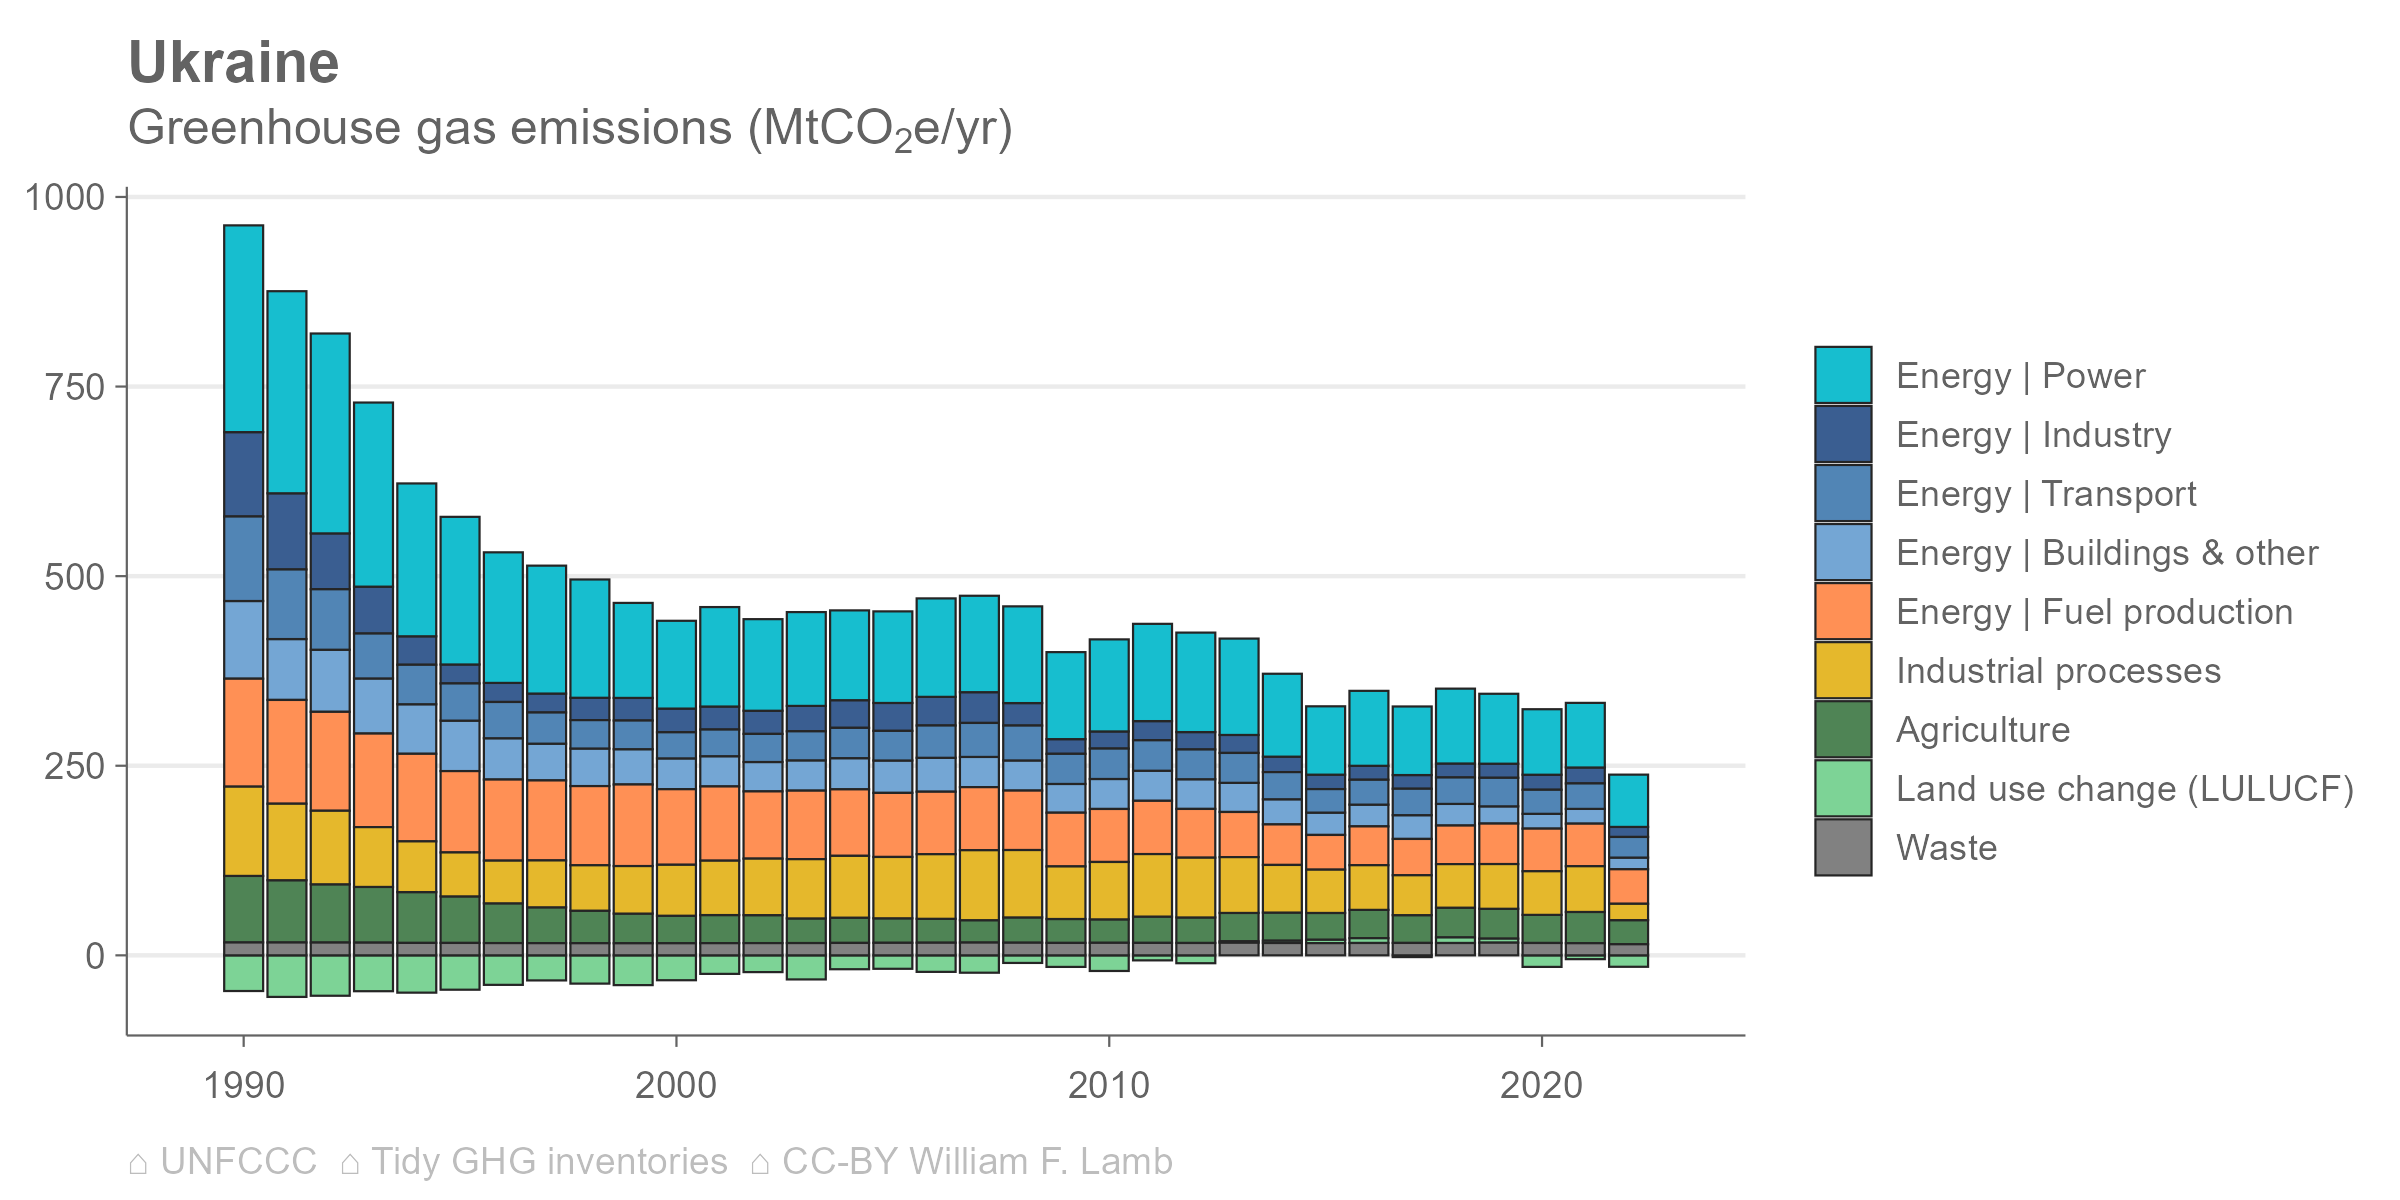 Ukraine
Greenhouse gas emissions (MtCO₂e/yr)
1000
750
500
250
0
1990 2000 2010 2020
Energy | Power
Energy | Industry
Energy | Transport
Energy | Buildings & other
Energy | Fuel production
Industrial processes
Agriculture
Land use change (LULUCF)
Waste
⌂ UNFCCC ⌂ Tidy GHG inventories ⌂ CC-BY William F. Lamb